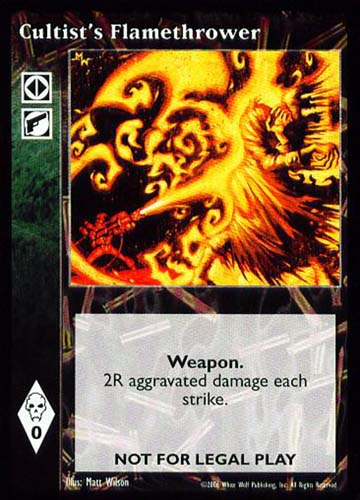 Cultist's Flamethrower
MW
Weapon.
2R aggravated damage each
strike.
0
NOT FOR LEGAL PLAY
Illus: Matt Wilson
©2006 White Wolf Publishing, Inc. All Rights Reserved